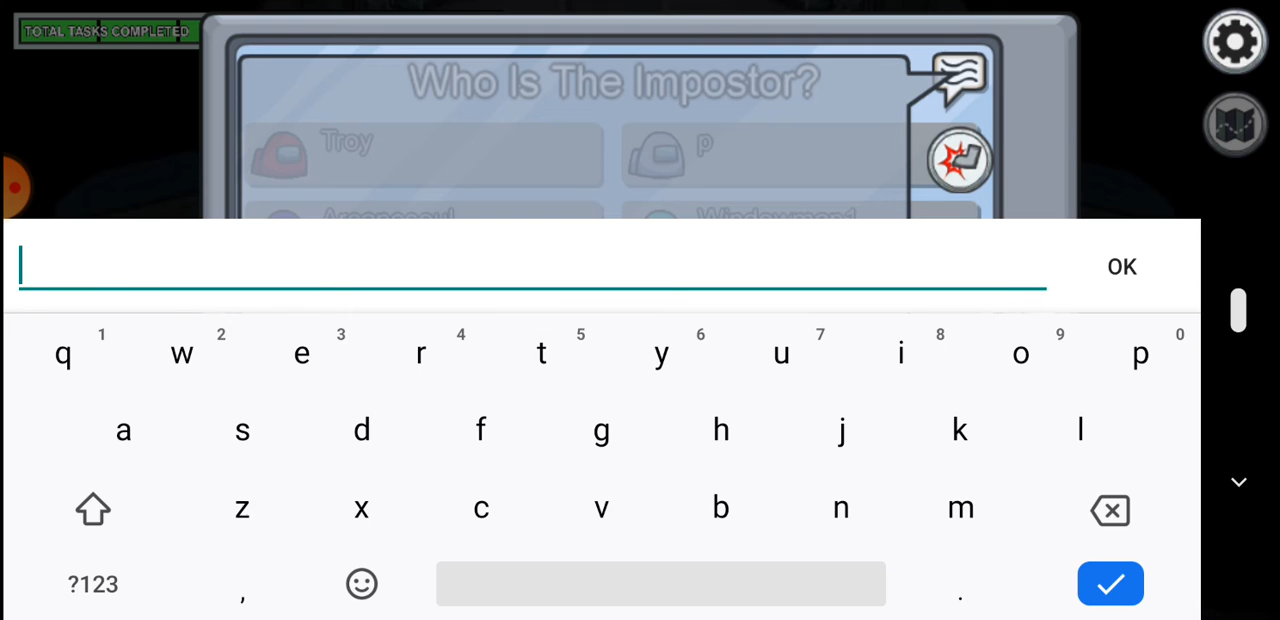 TOTAL TASKS COMPLETED
Who Is The Impostor?
Troy
p
Windowman1
OK
1 2 3 4 5 6 7 8 9 0
q w e r t y u i o p
a s d f g h j k l
z x c v b n m
?123 , .